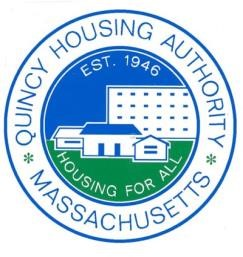 QUINCY HOUSING AUTHORITY
* MASSACHUSETTS *
EST. 1946
HOUSING FOR ALL